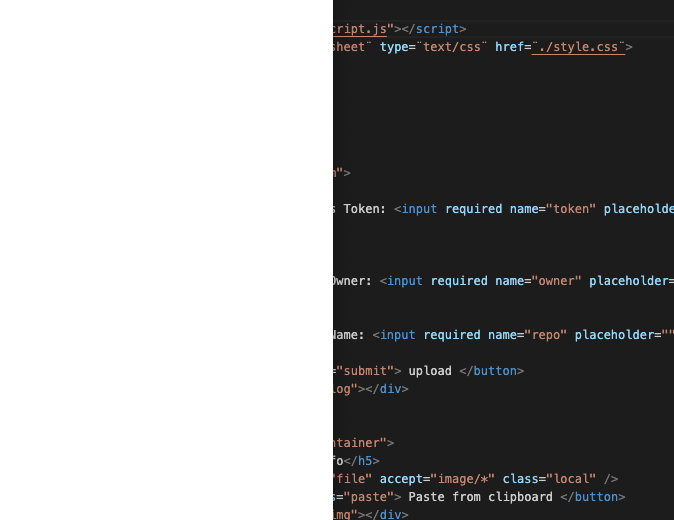 cript.js"></script>
sheet¨ type=¨text/css¨ href=¨./style.css¨>
">
s Token: <input required name="token" placeholde
Owner: <input required name="owner" placeholder=
Name: <input required name="repo" placeholder=""
="submit"> upload </button>
log"></div>
ntainer">
fo</h5>
"file" accept="image/*" class="local" />
s="paste"> Paste from clipboard </button>
img"></div>